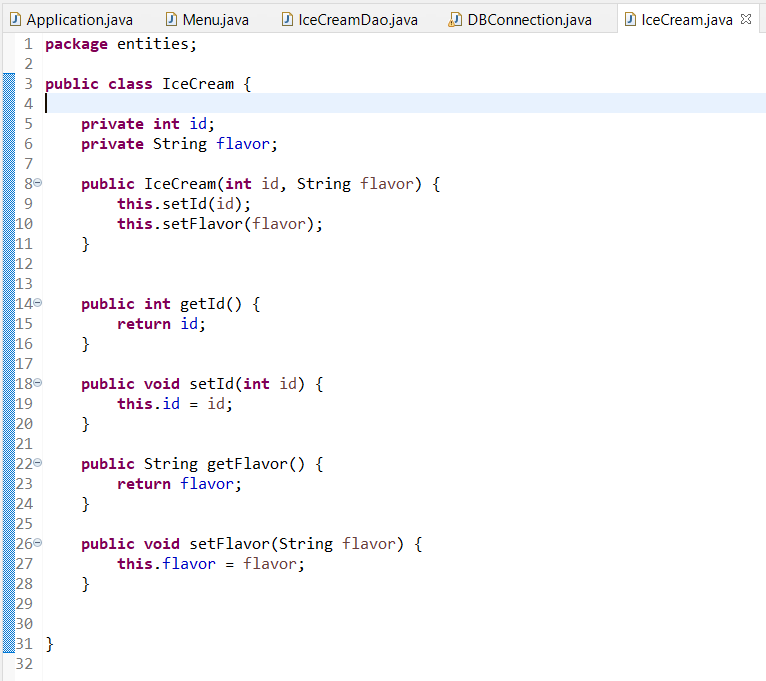 Application.java Menu.java IceCreamDao.java DBConnection.java IceCream.java
1 package entities;
2
3 public class IceCream {
4
5     private int id;
6     private String flavor;
7
8     public IceCream(int id, String flavor) {
9         this.setId(id);
10         this.setFlavor(flavor);
11     }
12
13
14     public int getId() {
15         return id;
16     }
17
18     public void setId(int id) {
19         this.id = id;
20     }
21
22     public String getFlavor() {
23         return flavor;
24     }
25
26     public void setFlavor(String flavor) {
27         this.flavor = flavor;
28     }
29
30
31 }
32